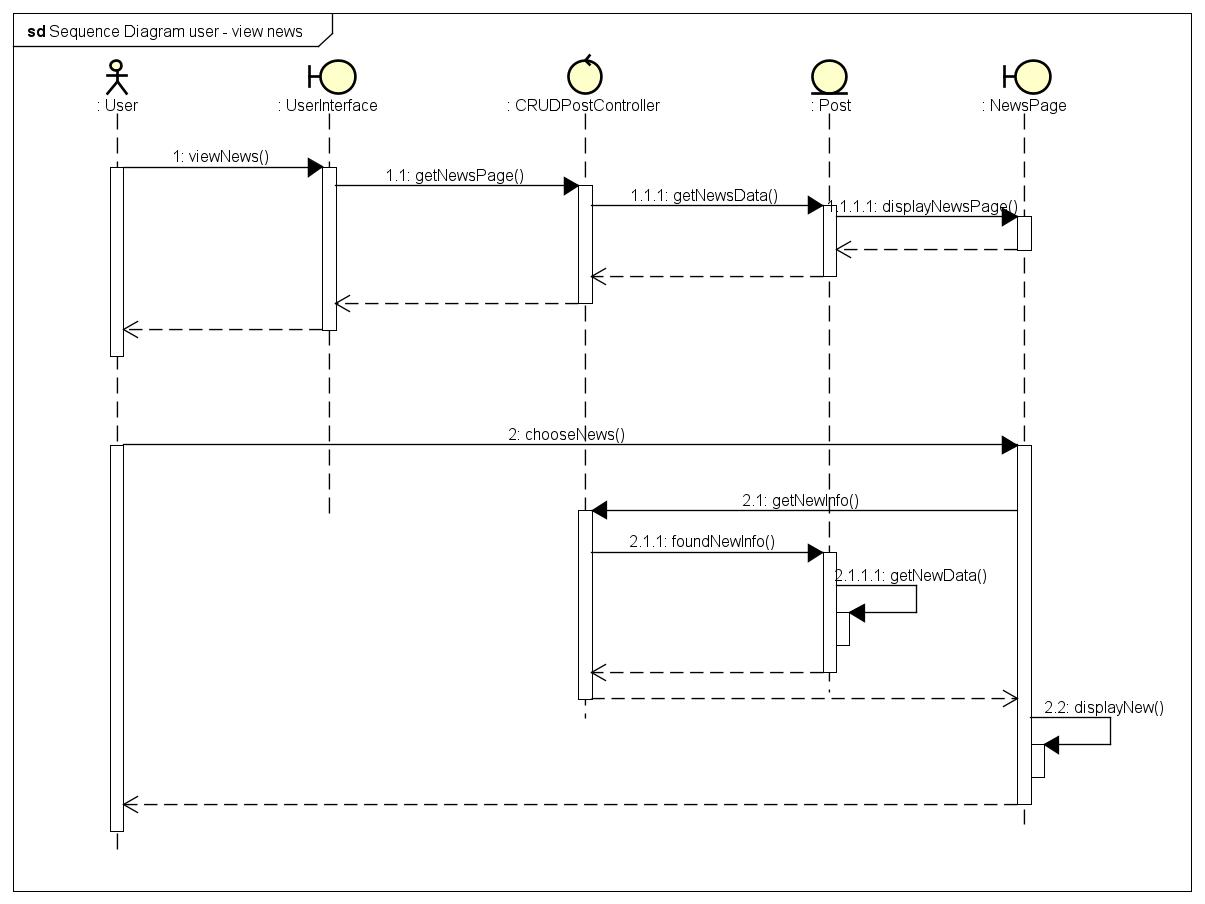 sd Sequence Diagram user - view news
: User
: UserInterface
: CRUDPostController
: Post
: NewsPage
1: viewNews()
1.1: getNewsPage()
1.1.1: getNewsData()
1.1.1.1: displayNewsPage()
2: chooseNews()
2.1: getNewInfo()
2.1.1: foundNewInfo()
2.1.1.1: getNewData()
2.2: displayNew()